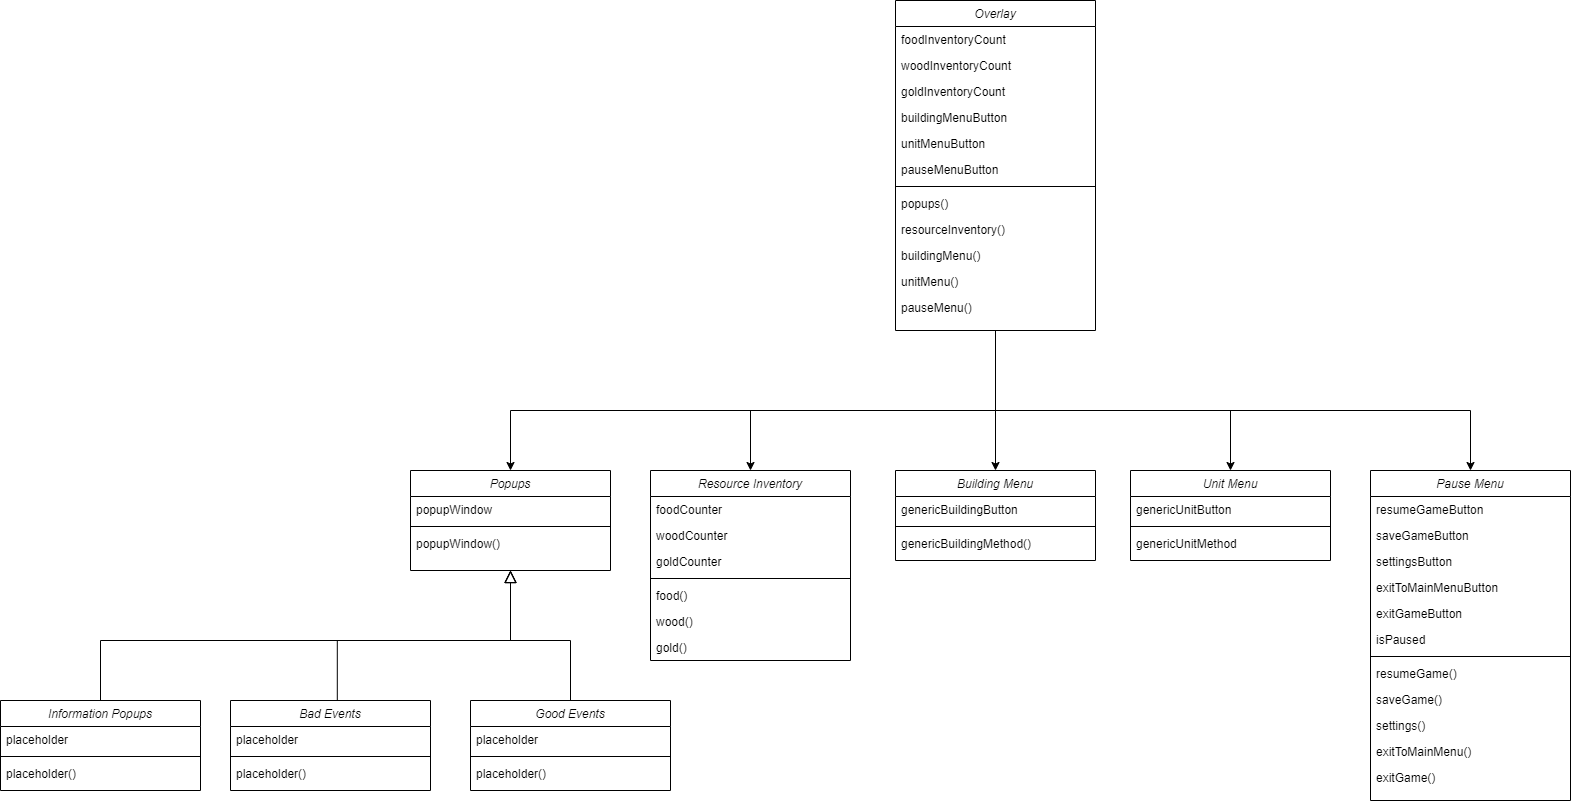 Overlay
foodInventoryCount
woodInventoryCount
goldInventoryCount
buildingMenuButton
unitMenuButton
pauseMenuButton
popups()
resourceInventory()
buildingMenu()
unitMenu()
pauseMenu()
Popups
popupWindow
popupWindow()
Resource Inventory
foodCounter
woodCounter
goldCounter
food()
wood()
gold()
Building Menu
genericBuildingButton
genericBuildingMethod()
Unit Menu
genericUnitButton
genericUnitMethod
Pause Menu
resumeGameButton
saveGameButton
settingsButton
exitToMainMenuButton
exitGameButton
isPaused
resumeGame()
saveGame()
settings()
exitToMainMenu()
exitGame()
Information Popups
placeholder
placeholder()
Bad Events
placeholder
placeholder()
Good Events
placeholder
placeholder()